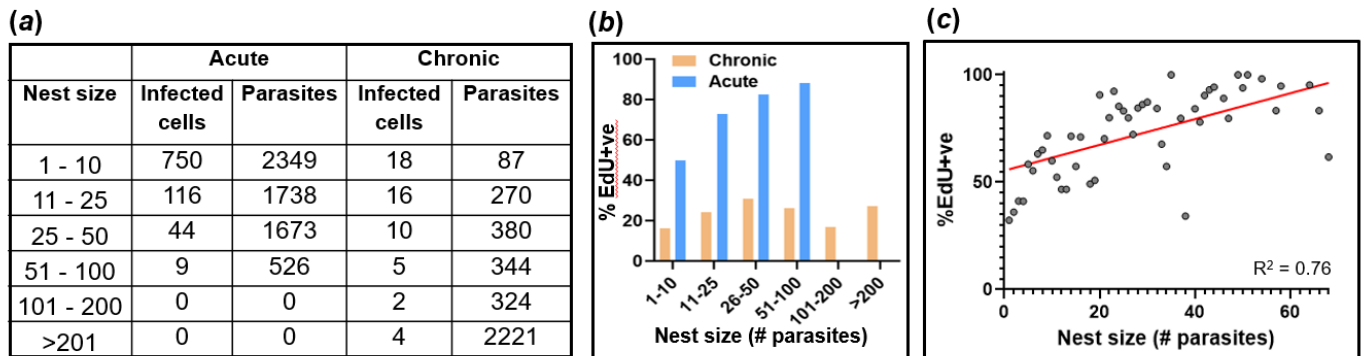 (a)
Acute Chronic
Nest size Infected cells Parasites Infected cells Parasites
1 - 10 750 2349 18 87
11 - 25 116 1738 16 270
25 - 50 44 1673 10 380
51 - 100 9 526 5 344
101 - 200 0 0 2 324
>201 0 0 4 2221
(b)
Chronic
Acute
% EdU+ve
100
80
60
40
20
0
1-10 11-25 26-50 51-100 101-200 >200
Nest size (# parasites)
(c)
%EdU+ve
100
50
0
R² = 0.76
0 20 40 60
Nest size (# parasites)